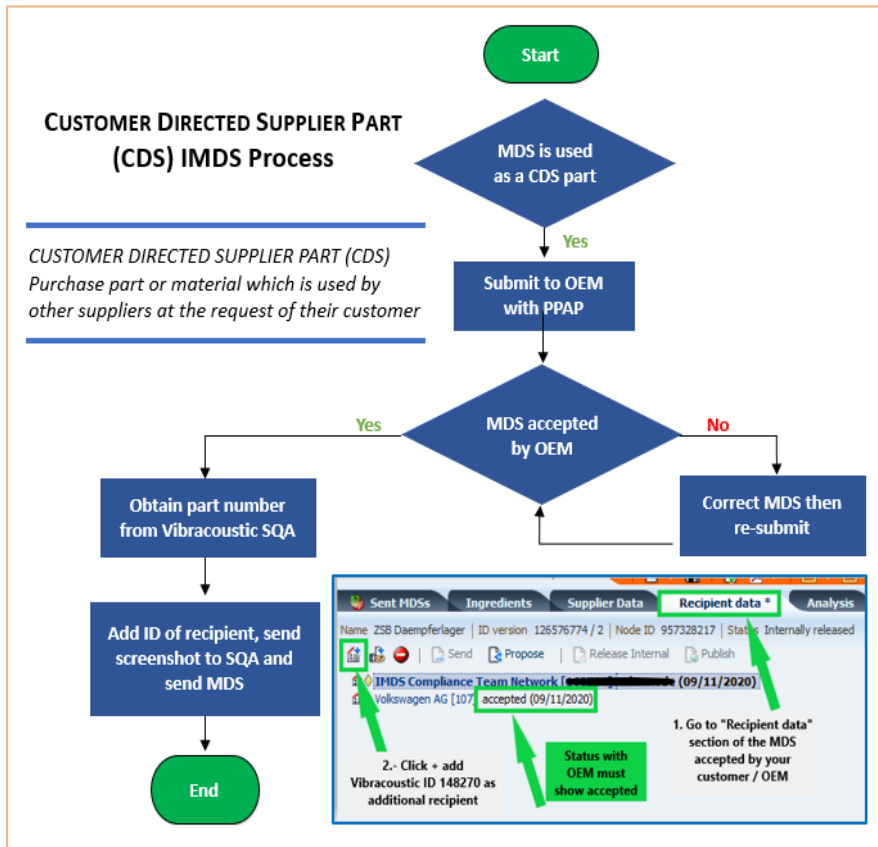 Start
CUSTOMER DIRECTED SUPPLIER PART
(CDS) IMDS Process
MDS is used
as a CDS part
CUSTOMER DIRECTED SUPPLIER PART (CDS)
Purchase part or material which is used by
other suppliers at the request of their customer
Yes
Submit to OEM
with PPAP
Yes
MDS accepted
by OEM
No
Obtain part number
from Vibracoustic SQA
Correct MDS then
re-submit
Add ID of recipient, send
screenshot to SQA and
send MDS
End
Sent MDSs Ingredients Supplier Data Recipient data * Analysis
Name ZSB Daempferlager | ID version 126576774 / 2 | Node ID 957328217 | Status Internally released
Send Propose | Release Internal Publish
IMDS Compliance Team Network (09/11/2020)
Volkswagen AG [107] accepted (09/11/2020)
1. Go to "Recipient data"
section of the MDS
accepted by your
customer / OEM
2.- Click + add
Vibracoustic ID 148270 as
additional recipient
Status with
OEM must
show accepted